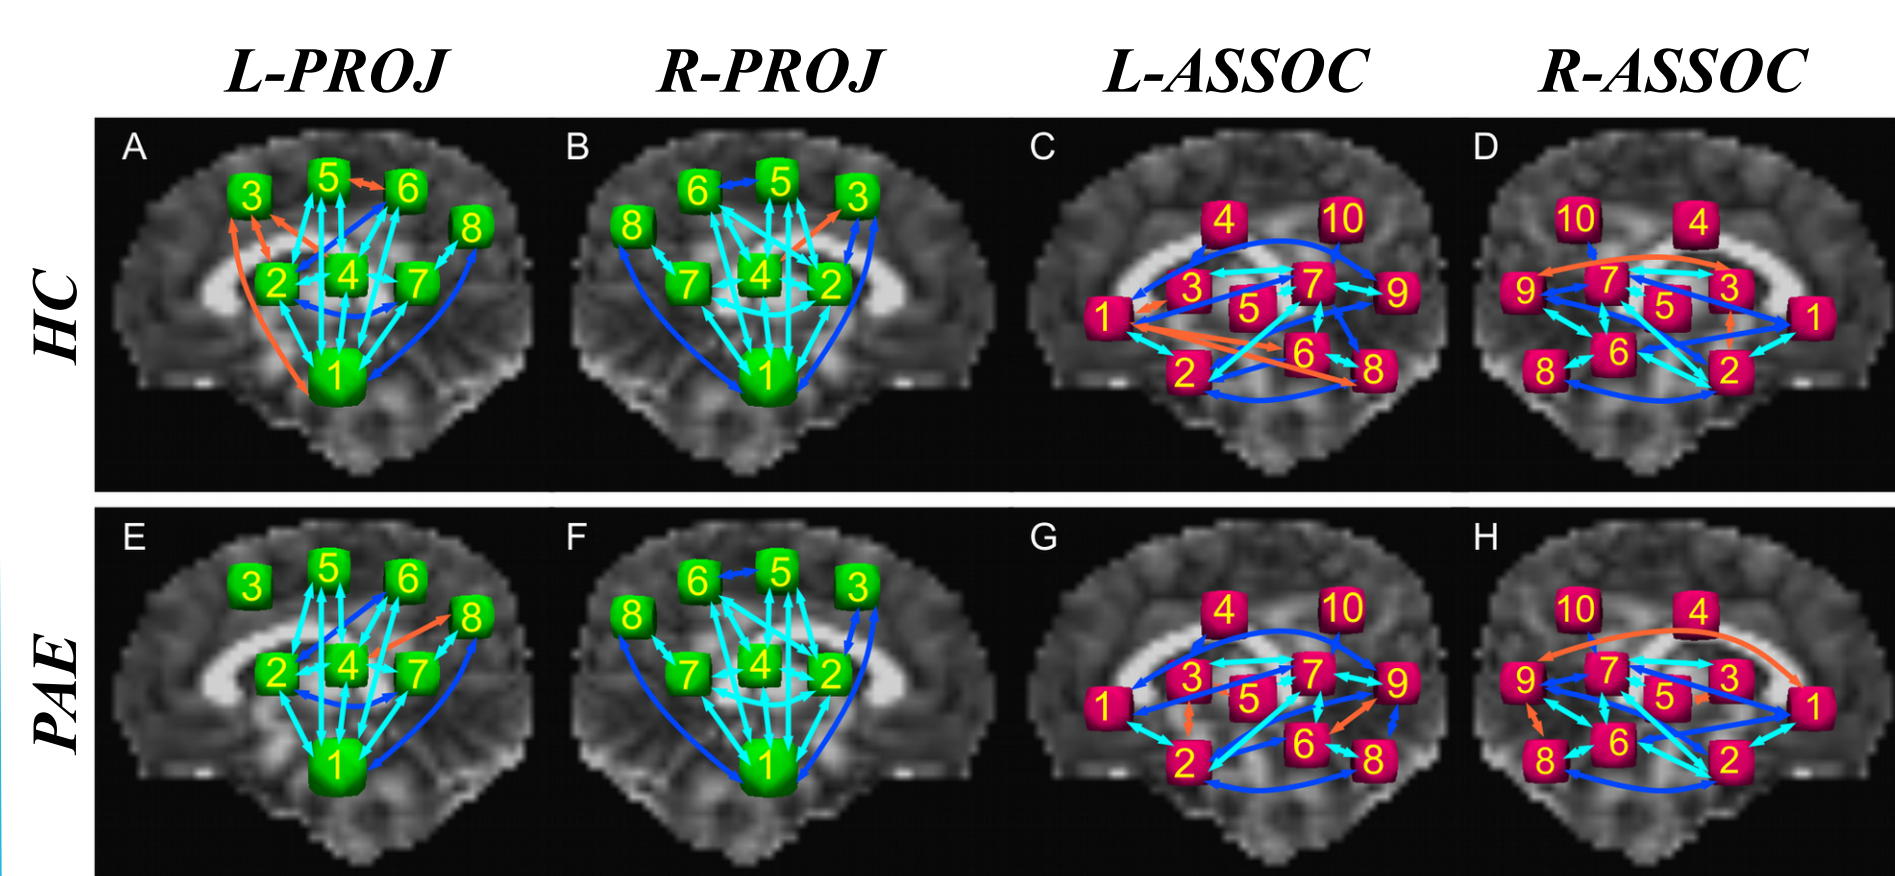 L-PROJ R-PROJ L-ASSOC R-ASSOC
HC
A B C D
3 5 6 8 2 4 7 1
6 5 3 8 7 4 2 1
4 10 3 7 9 1 5 6 2 8
10 4 9 7 3 5 1 6 8 2
PAE
E F G H
3 5 6 8 2 4 7 1
6 5 3 8 7 4 2 1
4 10 3 7 9 1 5 6 2 8
10 4 9 7 3 5 1 6 8 2